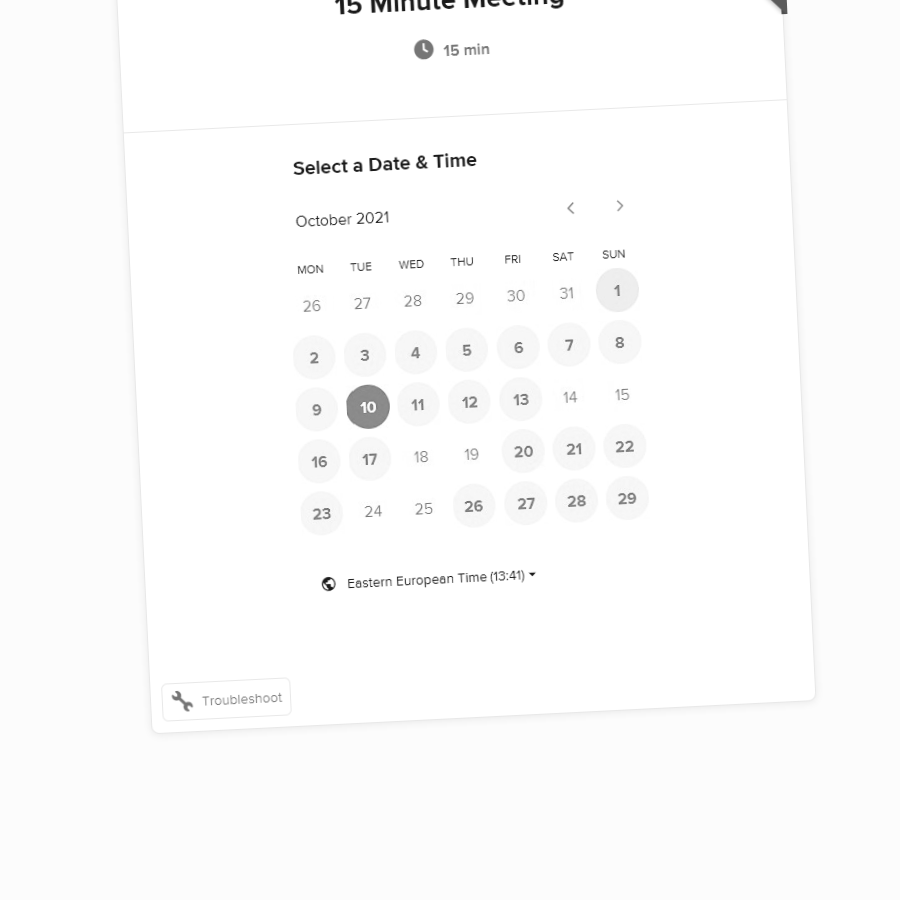 15 Minute Meeting
15 min
Select a Date & Time
October 2021
MON TUE WED THU FRI SAT SUN
26 27 28 29 30 31 1
2 3 4 5 6 7 8
9 10 11 12 13 14 15
16 17 18 19 20 21 22
23 24 25 26 27 28 29
Eastern European Time (13:41)
Troubleshoot